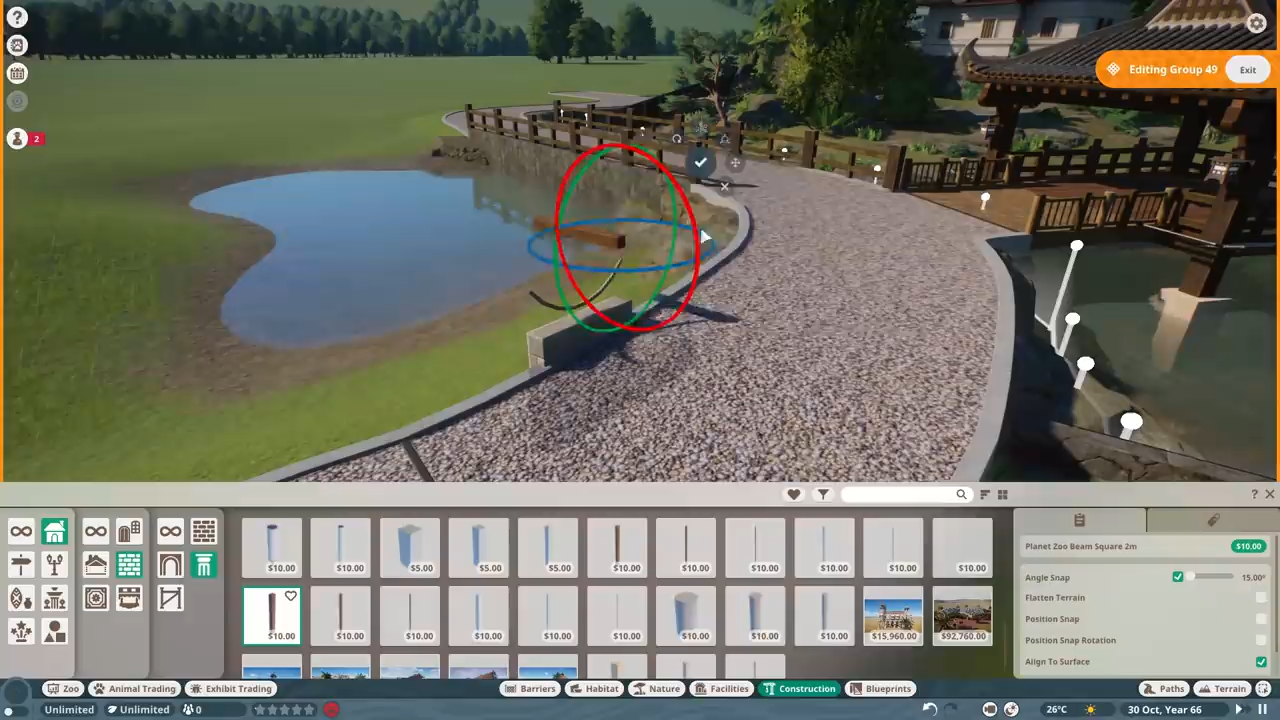 ?
Editing Group 49
Exit
2
? ×
$10.00 $10.00 $5.00 $5.00 $5.00 $10.00 $10.00 $10.00 $10.00 $10.00 $10.00
Planet Zoo Beam Square 2m $10.00
Angle Snap 15.00°
Flatten Terrain
Position Snap
Position Snap Rotation
Align To Surface
$10.00 $10.00 $10.00 $10.00 $10.00 $10.00 $10.00 $10.00 $10.00 $15,960.00 $92,760.00
Zoo Animal Trading Exhibit Trading Barriers Habitat Nature Facilities Construction Blueprints Paths Terrain
Unlimited Unlimited 0 26°C 30 Oct, Year 66